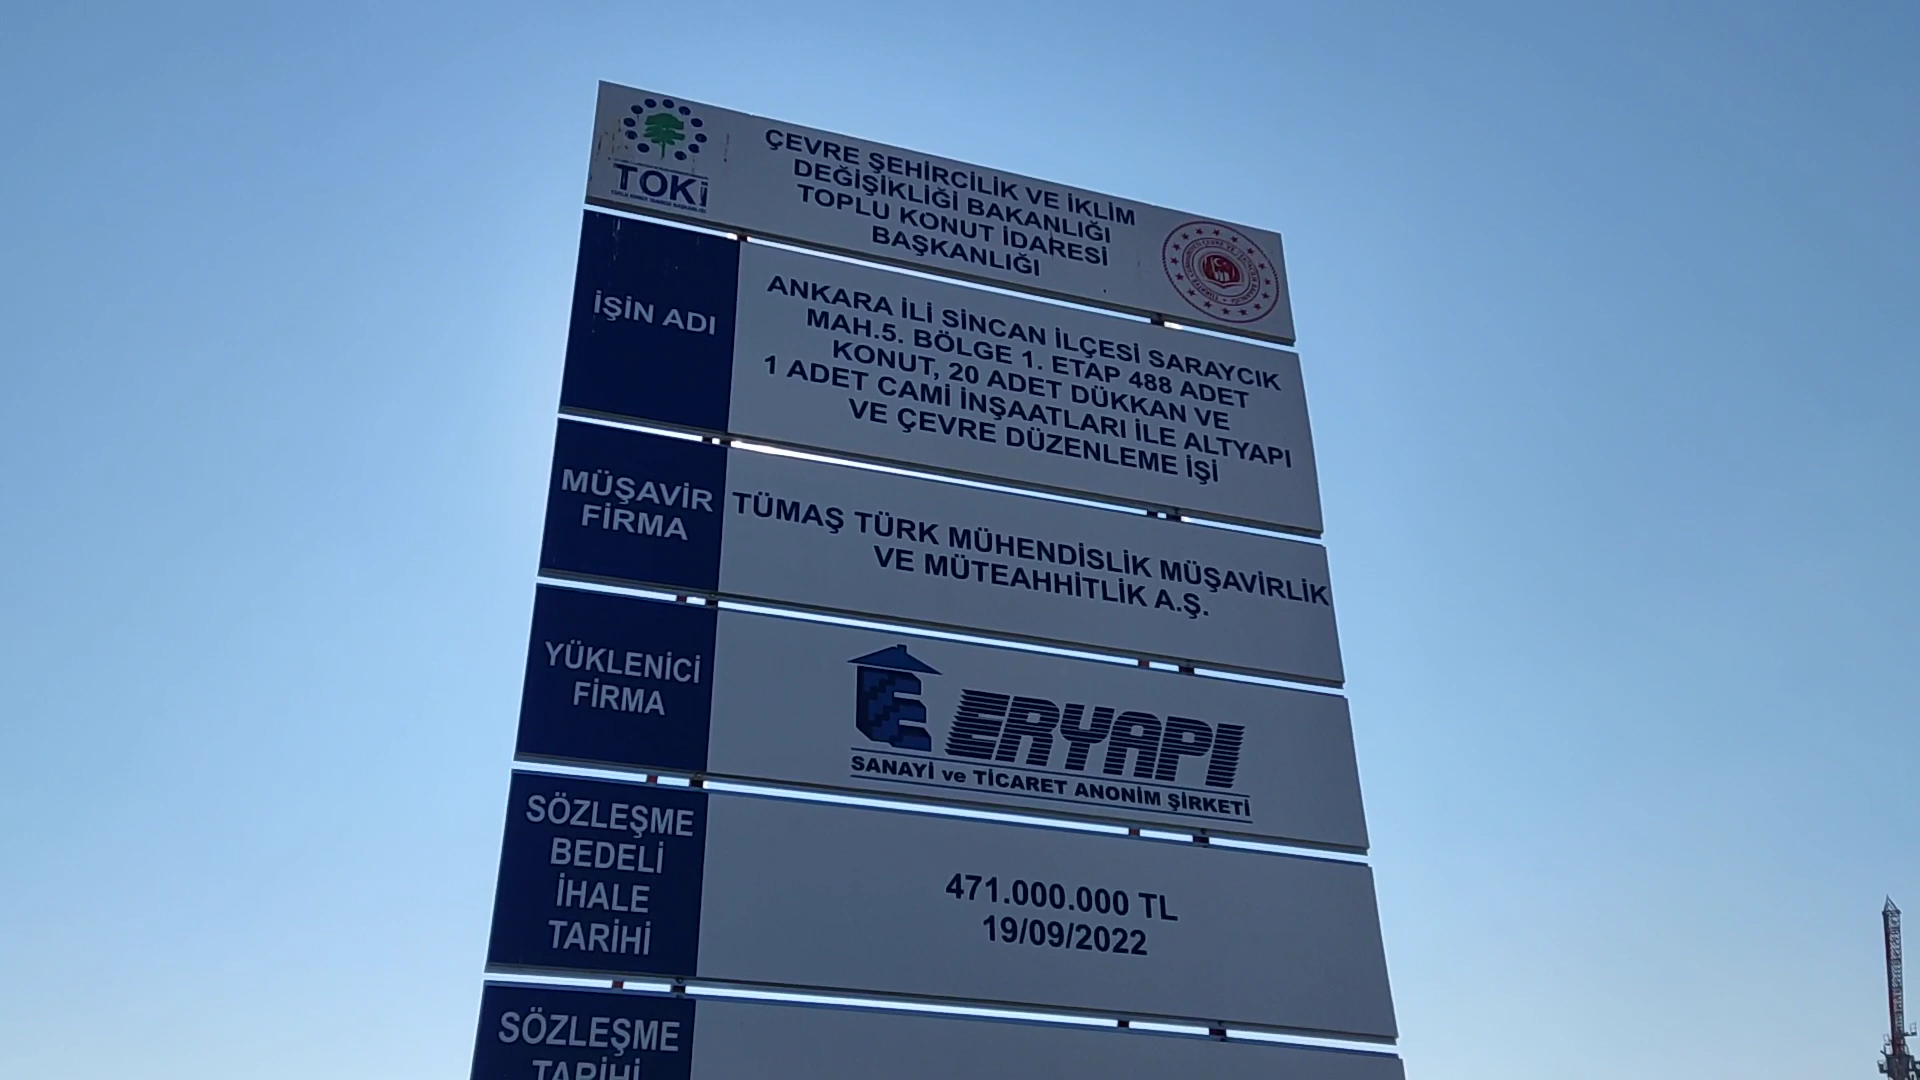 TOKİ
ÇEVRE ŞEHİRCİLİK VE İKLİM
DEĞİŞİKLİĞİ BAKANLIĞI
TOPLU KONUT İDARESİ
BAŞKANLIĞI
İŞİN ADI
ANKARA İLİ SİNCAN İLÇESİ SARAYCIK
MAH.5. BÖLGE 1. ETAP 488 ADET
KONUT, 20 ADET DÜKKAN VE
1 ADET CAMİ İNŞAATLARI İLE ALTYAPI
VE ÇEVRE DÜZENLEME İŞİ
MÜŞAVİR
FİRMA
TÜMAŞ TÜRK MÜHENDİSLİK MÜŞAVİRLİK
VE MÜTEAHHİTLİK A.Ş.
YÜKLENİCİ
FİRMA
ERYAPI
SANAYİ ve TİCARET ANONİM ŞİRKETİ
SÖZLEŞME
BEDELİ
İHALE
TARİHİ
471.000.000 TL
19/09/2022
SÖZLEŞME
TARİHİ